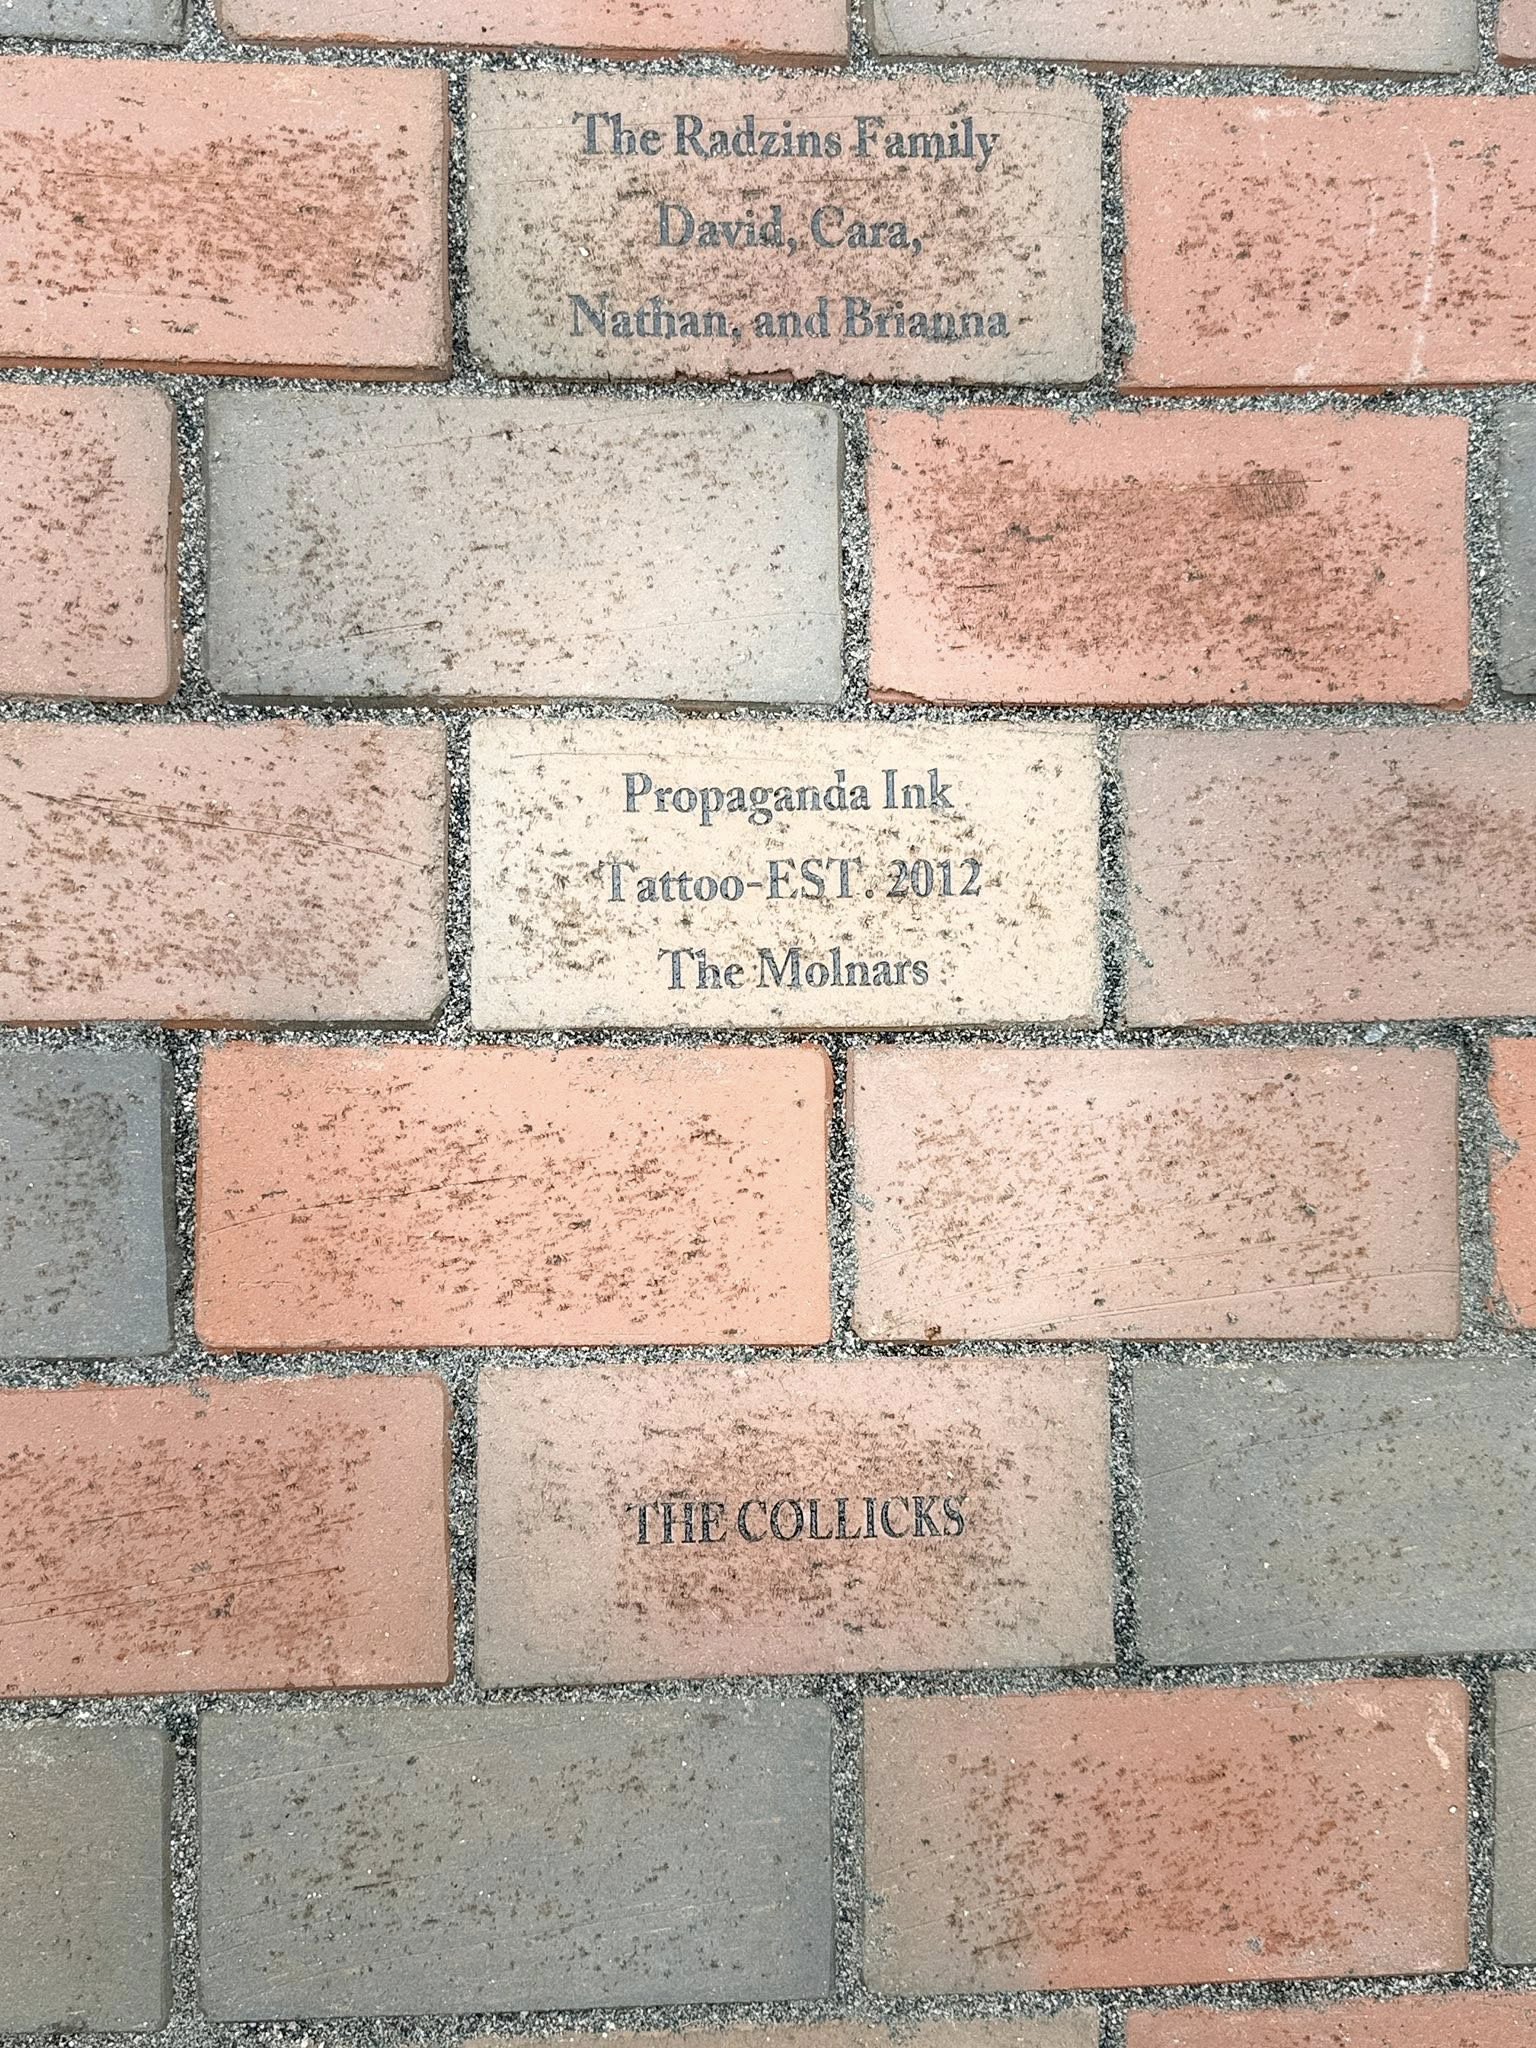 The Radzins Family
David, Cara,
Nathan, and Brianna
Propaganda Ink
Tattoo-EST. 2012
The Molnars
THE COLLICKS